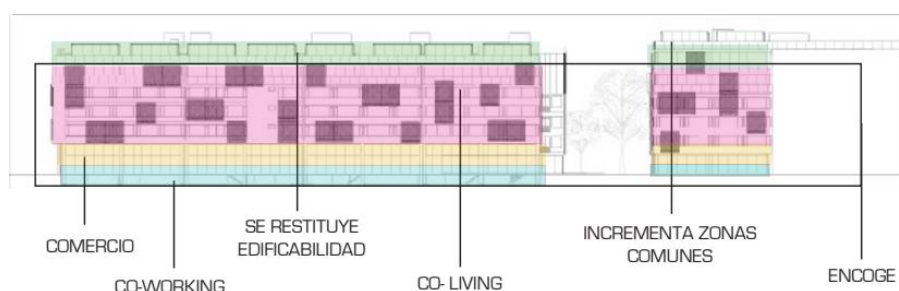 COMERCIO
CO-WORKING
SE RESTITUYE
EDIFICABILIDAD
CO- LIVING
INCREMENTA ZONAS
COMUNES
ENCOGE